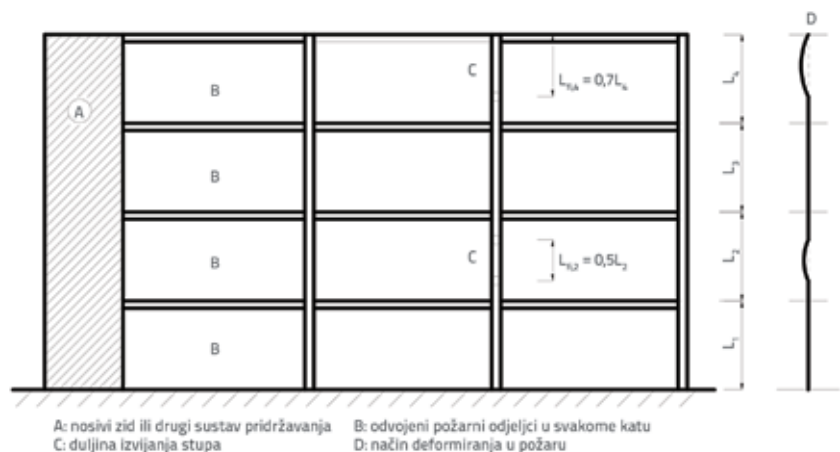 D
C
L_fi,4 = 0,7L_4
L_4
B
A
B
L_3
B
C
L_fi,2 = 0,5L_2
L_2
B
L_1
A: nosivi zid ili drugi sustav pridržavanja B: odvojeni požarni odjeljci u svakome katu
C: duljina izvijanja stupa D: način deformiranja u požaru